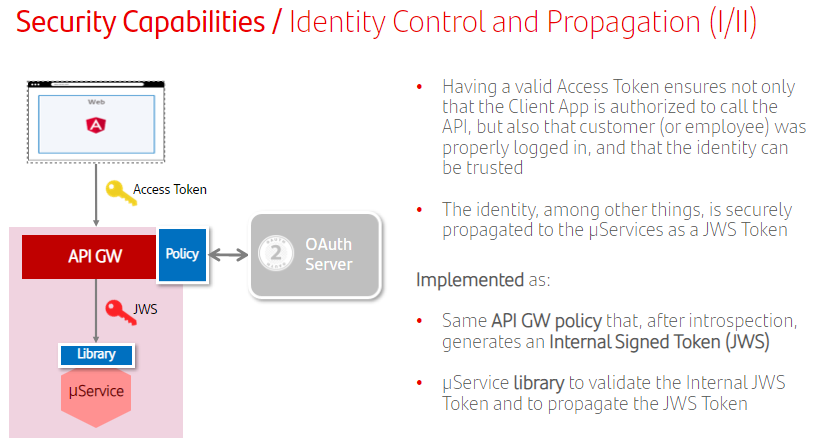 Security Capabilities / Identity Control and Propagation (I/II)
Web
Access Token
API GW
Policy
2
OAuth
Server
JWS
Library
µService
• Having a valid Access Token ensures not only
that the Client App is authorized to call the
API, but also that customer (or employee) was
properly logged in, and that the identity can
be trusted
• The identity, among other things, is securely
propagated to the µServices as a JWS Token
Implemented as:
• Same API GW policy that, after introspection,
generates an Internal Signed Token (JWS)
• µService library to validate the Internal JWS
Token and to propagate the JWS Token